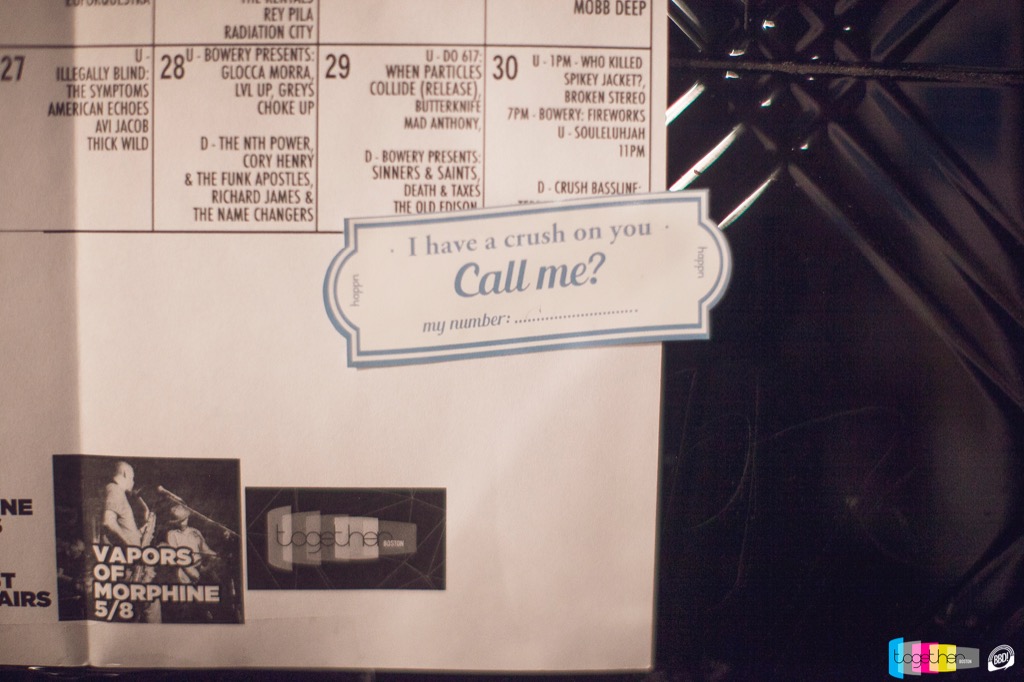 REY PILA
RADIATION CITY
MOBB DEEP
27
U -
ILLEGALLY BLIND:
THE SYMPTOMS
AMERICAN ECHOES
AVI JACOB
THICK WILD
28
U - BOWERY PRESENTS:
GLOCCA MORRA,
LVL UP, GREYS
CHOKE UP
D - THE NTH POWER,
CORY HENRY
& THE FUNK APOSTLES,
RICHARD JAMES &
THE NAME CHANGERS
29
U - DO 617:
WHEN PARTICLES
COLLIDE (RELEASE),
BUTTERKNIFE
MAD ANTHONY,
D - BOWERY PRESENTS:
SINNERS & SAINTS,
DEATH & TAXES
THE OLD EDISON
30
U - 1PM - WHO KILLED
SPIKEY JACKET?,
BROKEN STEREO
7PM - BOWERY: FIREWORKS
U - SOULELUHJAH
11PM
D - CRUSH BASSLINE:
· I have a crush on you ·
Call me?
my number: ............................
happn
happn
VAPORS
OF
MORPHINE
5/8
together
BOSTON
together
BOSTON
BBD!